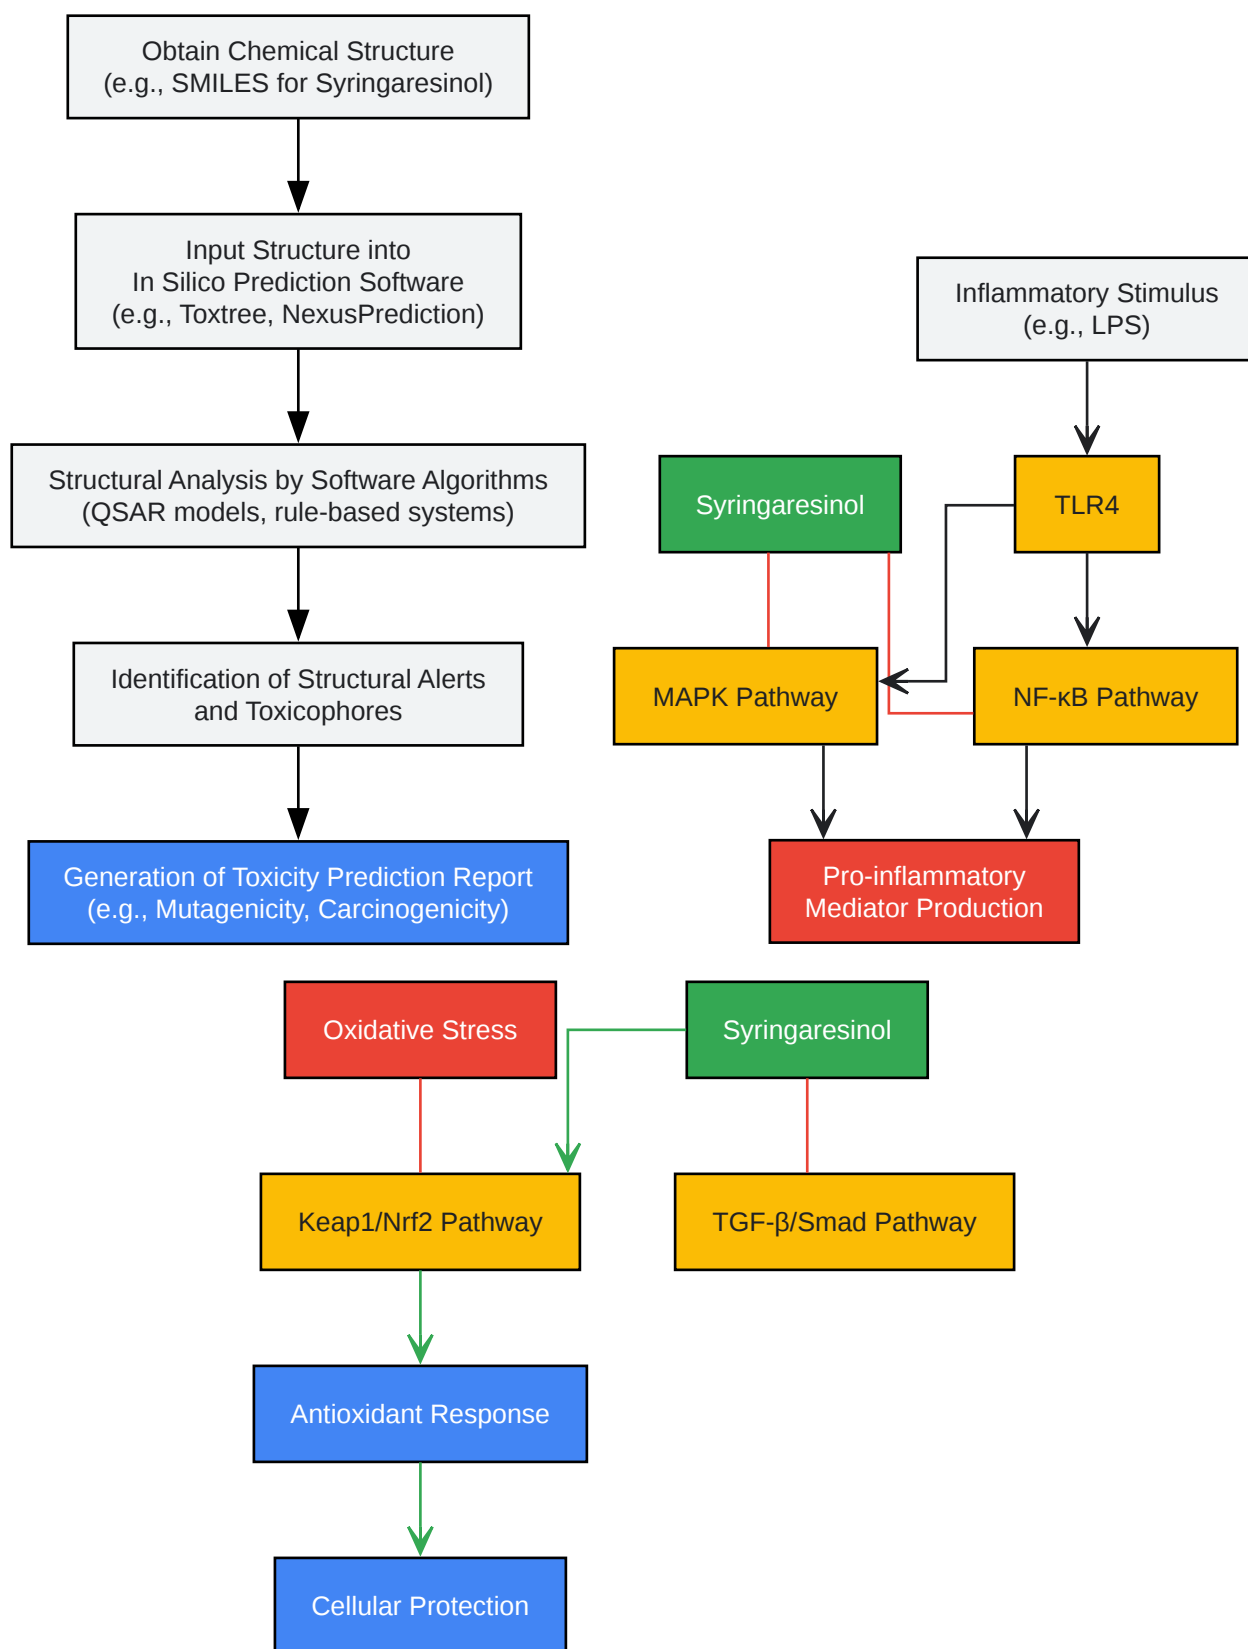 Obtain Chemical Structure
(e.g., SMILES for Syringaresinol)
Input Structure into
In Silico Prediction Software
(e.g., Toxtree, NexusPrediction)
Structural Analysis by Software Algorithms
(QSAR models, rule-based systems)
Identification of Structural Alerts
and Toxicophores
Generation of Toxicity Prediction Report
(e.g., Mutagenicity, Carcinogenicity)
Inflammatory Stimulus
(e.g., LPS)
Syringaresinol
TLR4
MAPK Pathway
NF-κB Pathway
Pro-inflammatory
Mediator Production
Oxidative Stress
Syringaresinol
Keap1/Nrf2 Pathway
TGF-β/Smad Pathway
Antioxidant Response
Cellular Protection